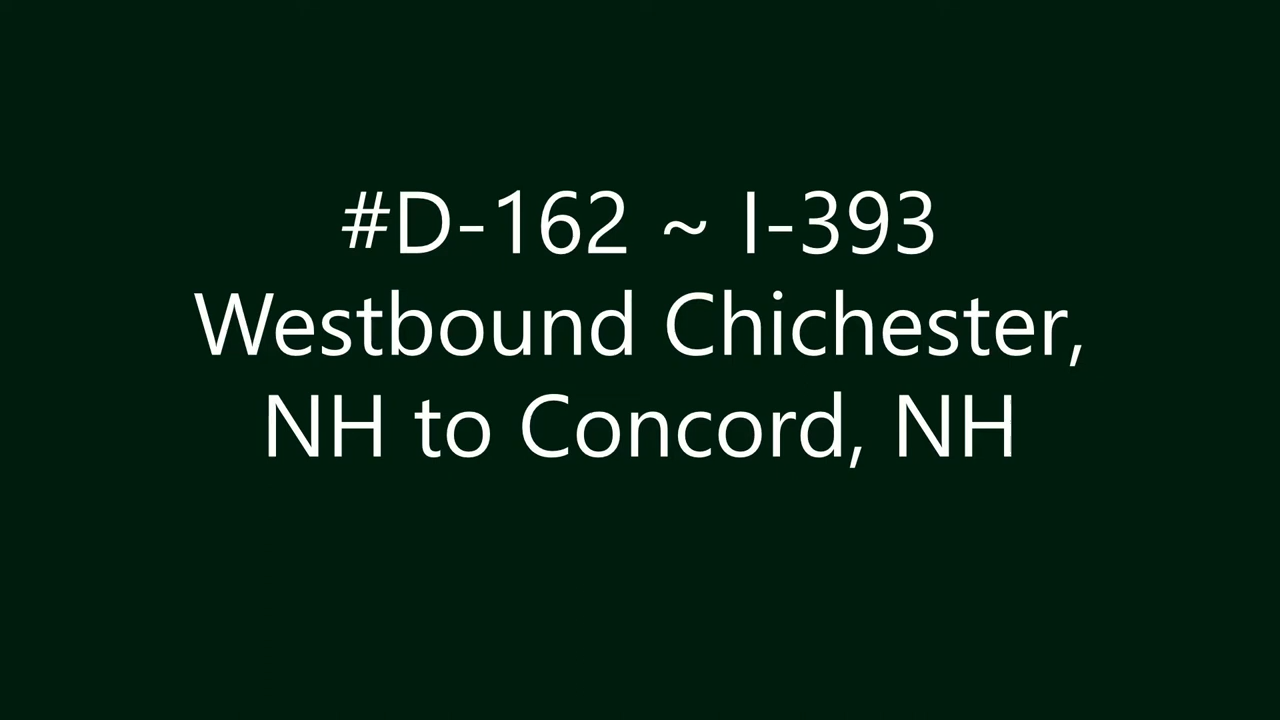 #D-162 ~ I-393
Westbound Chichester,
NH to Concord, NH